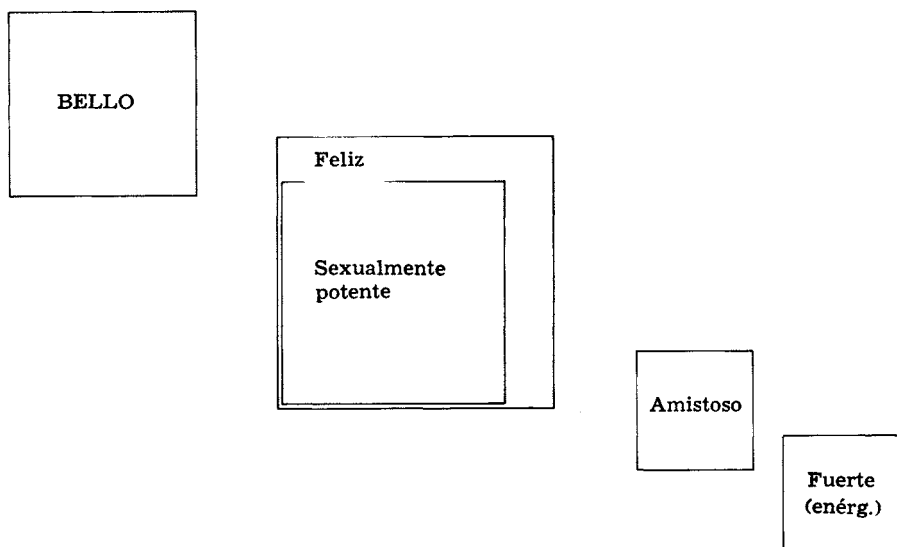 BELLO
Feliz
Sexualmente
potente
Amistoso
Fuerte
(enérg.)